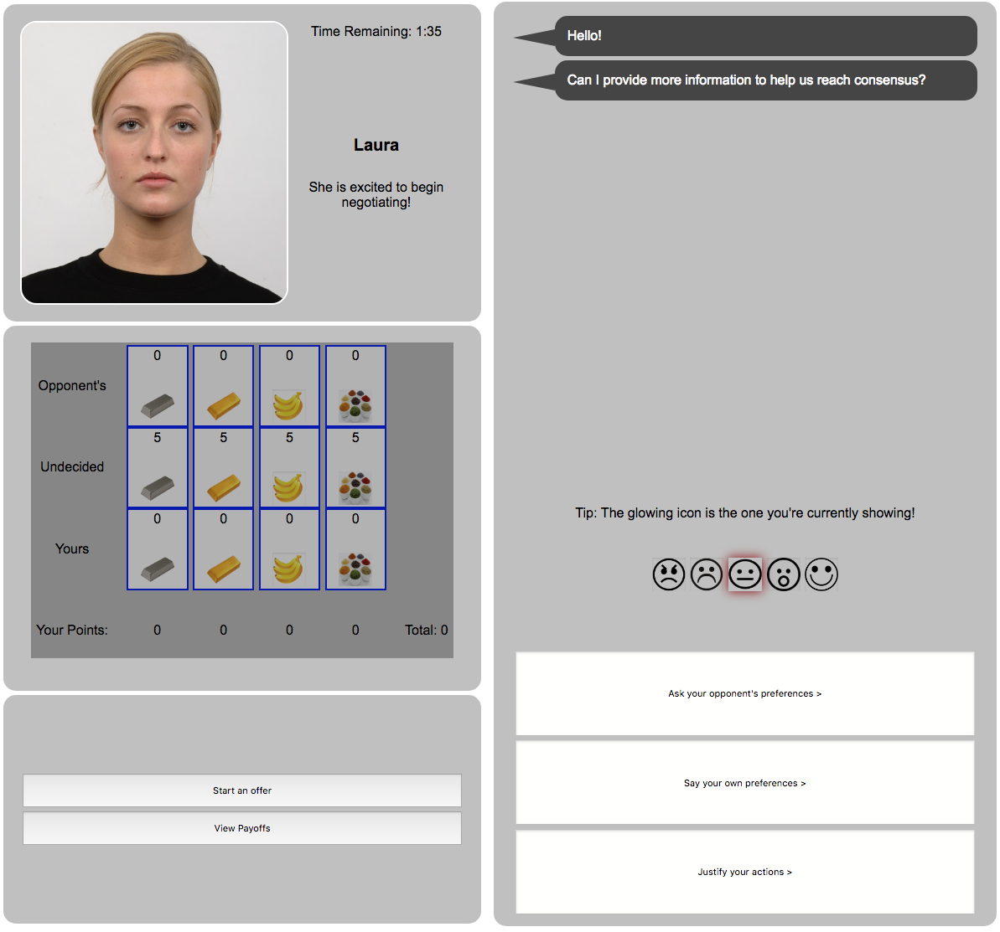 Time Remaining: 1:35
Laura
She is excited to begin
negotiating!
0 0 0 0
Opponent's
5 5 5 5
Undecided
0 0 0 0
Yours
Your Points: 0 0 0 0 Total: 0
Start an offer
View Payoffs
Hello!
Can I provide more information to help us reach consensus?
Tip: The glowing icon is the one you're currently showing!
Ask your opponent's preferences >
Say your own preferences >
Justify your actions >